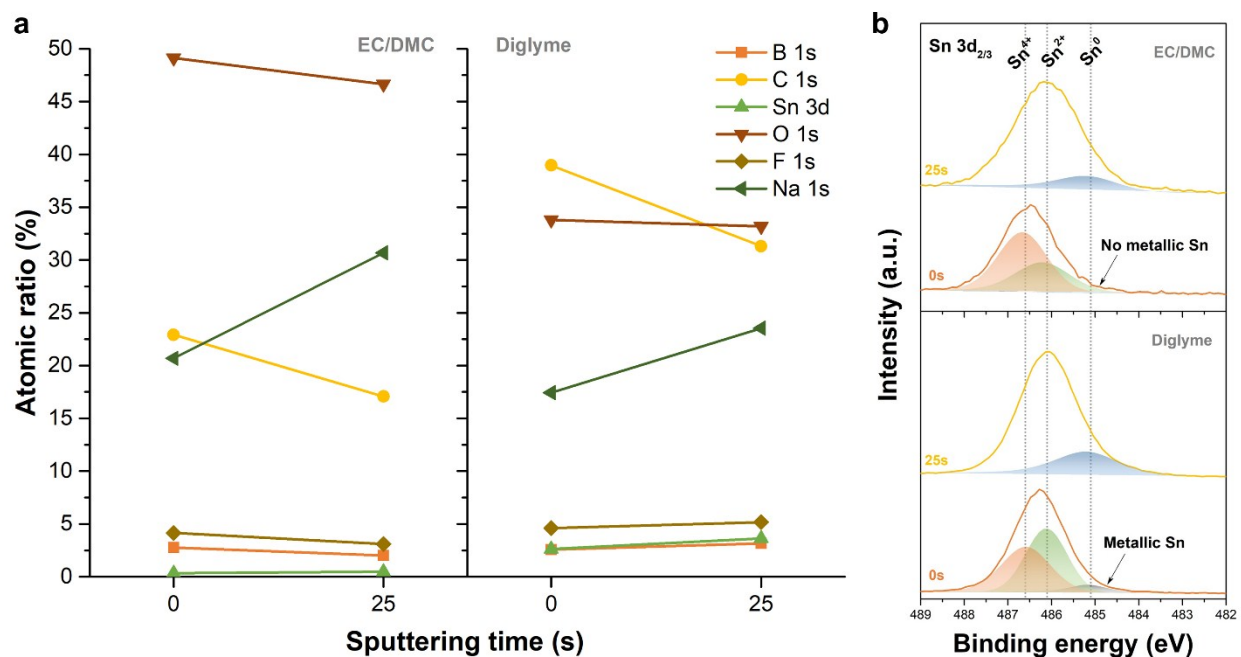 a
Atomic ratio (%)
50
45
40
35
30
25
20
15
10
5
0
EC/DMC
Diglyme
B 1s
C 1s
Sn 3d
O 1s
F 1s
Na 1s
0
25
0
25
Sputtering time (s)
b
Intensity (a.u.)
Sn 3d2/3
Sn4+
Sn2+
Sn0
EC/DMC
25s
No metallic Sn
0s
Diglyme
25s
Metallic Sn
0s
489 488 487 486 485 484 483 482
Binding energy (eV)